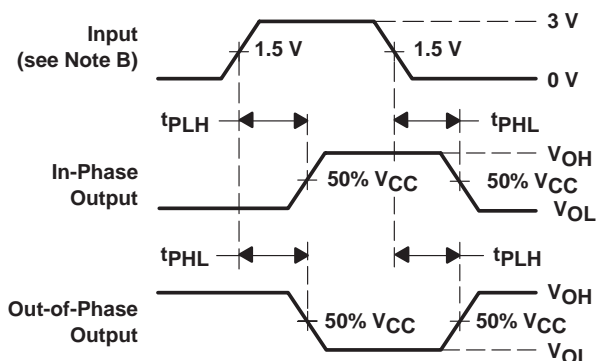 3 V
Input
(see Note B)
1.5 V
1.5 V
0 V
tPLH
tPHL
In-Phase
Output
VOH
50% VCC
50% VCC
VOL
tPHL
tPLH
Out-of-Phase
Output
VOH
50% VCC
50% VCC
VOL